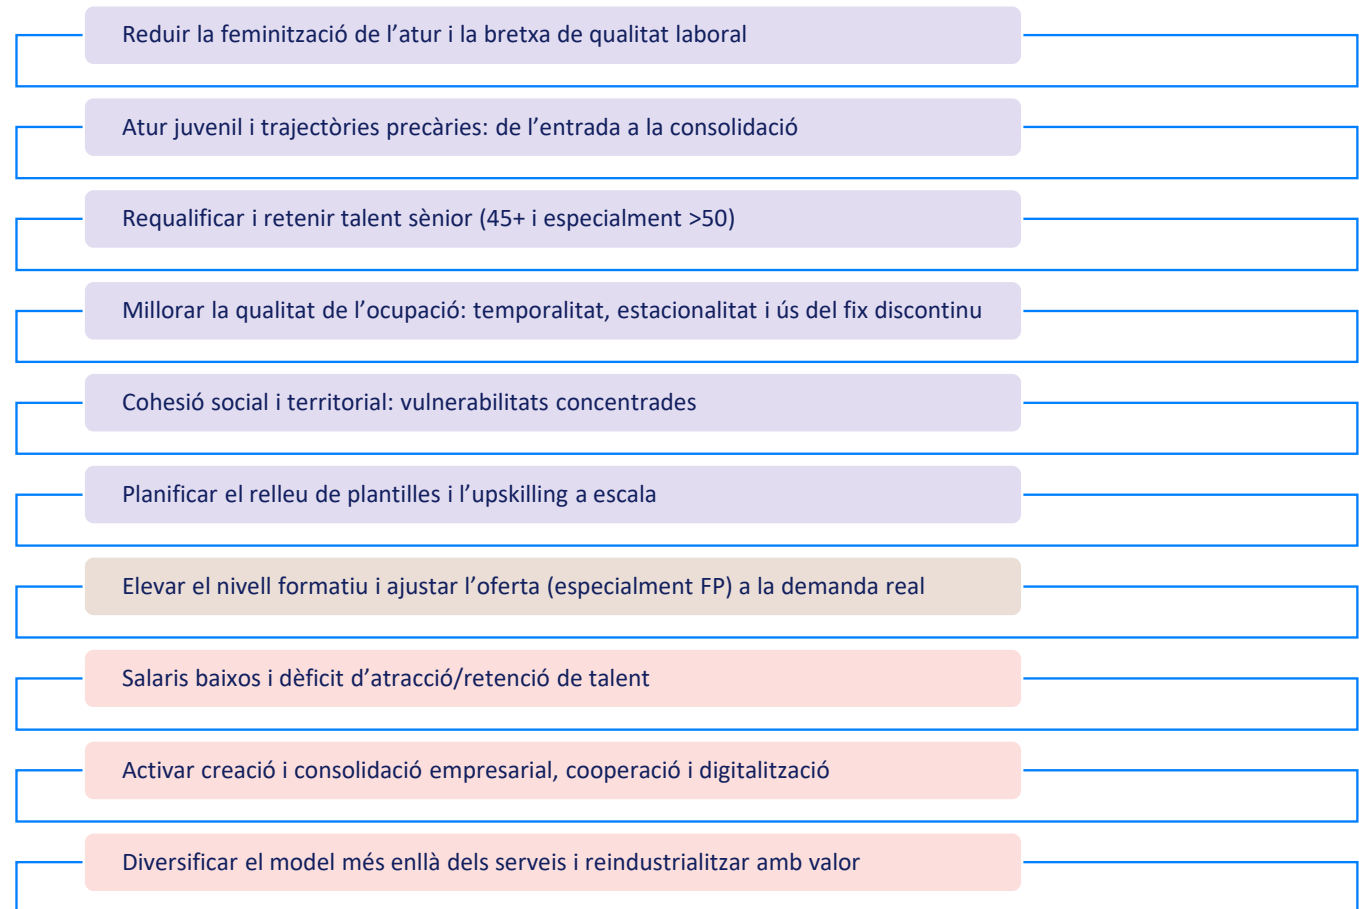 Reduir la feminització de l’atur i la bretxa de qualitat laboral
Atur juvenil i trajectòries precàries: de l’entrada a la consolidació
Requalificar i retenir talent sènior (45+ i especialment >50)
Millorar la qualitat de l’ocupació: temporalitat, estacionalitat i ús del fix discontinu
Cohesió social i territorial: vulnerabilitats concentrades
Planificar el relleu de plantilles i l’upskilling a escala
Elevar el nivell formatiu i ajustar l’oferta (especialment FP) a la demanda real
Salaris baixos i dèficit d’atracció/retenció de talent
Activar creació i consolidació empresarial, cooperació i digitalització
Diversificar el model més enllà dels serveis i reindustrialitzar amb valor